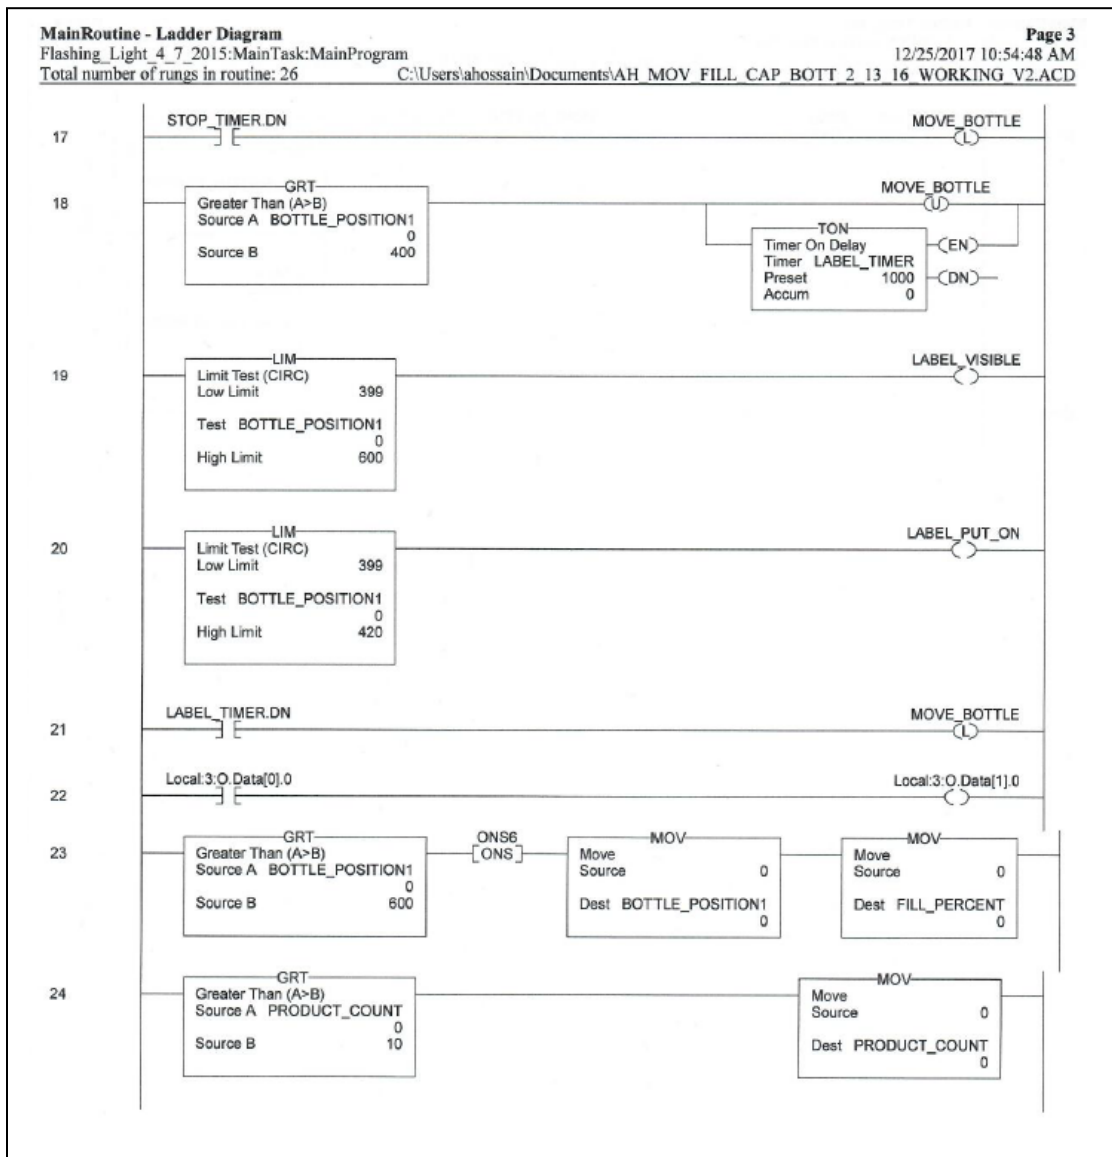 MainRoutine - Ladder Diagram
Page 3
Flashing_Light_4_7_2015:MainTask:MainProgram
12/25/2017 10:54:48 AM
Total number of rungs in routine: 26
C:\Users\ahossain\Documents\AH_MOV_FILL_CAP_BOTT_2_13_16_WORKING_V2.ACD
17
STOP_TIMER.DN
MOVE_BOTTLE
L
18
GRT
Greater Than (A>B)
Source A BOTTLE_POSITION1
0
Source B 400
MOVE_BOTTLE
U
TON
Timer On Delay
EN
Timer LABEL_TIMER
Preset 1000
DN
Accum 0
19
LIM
Limit Test (CIRC)
Low Limit 399
Test BOTTLE_POSITION1
0
High Limit 600
LABEL_VISIBLE
20
LIM
Limit Test (CIRC)
Low Limit 399
Test BOTTLE_POSITION1
0
High Limit 420
LABEL_PUT_ON
21
LABEL_TIMER.DN
MOVE_BOTTLE
L
22
Local:3:O.Data[0].0
Local:3:O.Data[1].0
23
GRT
Greater Than (A>B)
Source A BOTTLE_POSITION1
0
Source B 600
ONS6
ONS
MOV
Move
Source 0
Dest BOTTLE_POSITION1
0
MOV
Move
Source 0
Dest FILL_PERCENT
0
24
GRT
Greater Than (A>B)
Source A PRODUCT_COUNT
0
Source B 10
MOV
Move
Source 0
Dest PRODUCT_COUNT
0